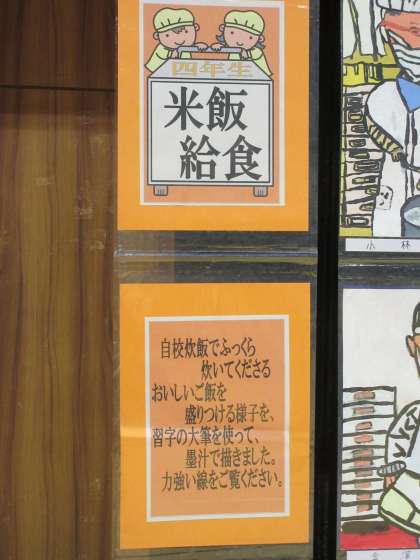 四年生
米飯
給食
自校炊飯でふっくら
炊いてくださる
おいしいご飯を
盛りつける様子を、
習字の大筆を使って、
墨汁で描きました。
力強い線をご覧ください。
小林